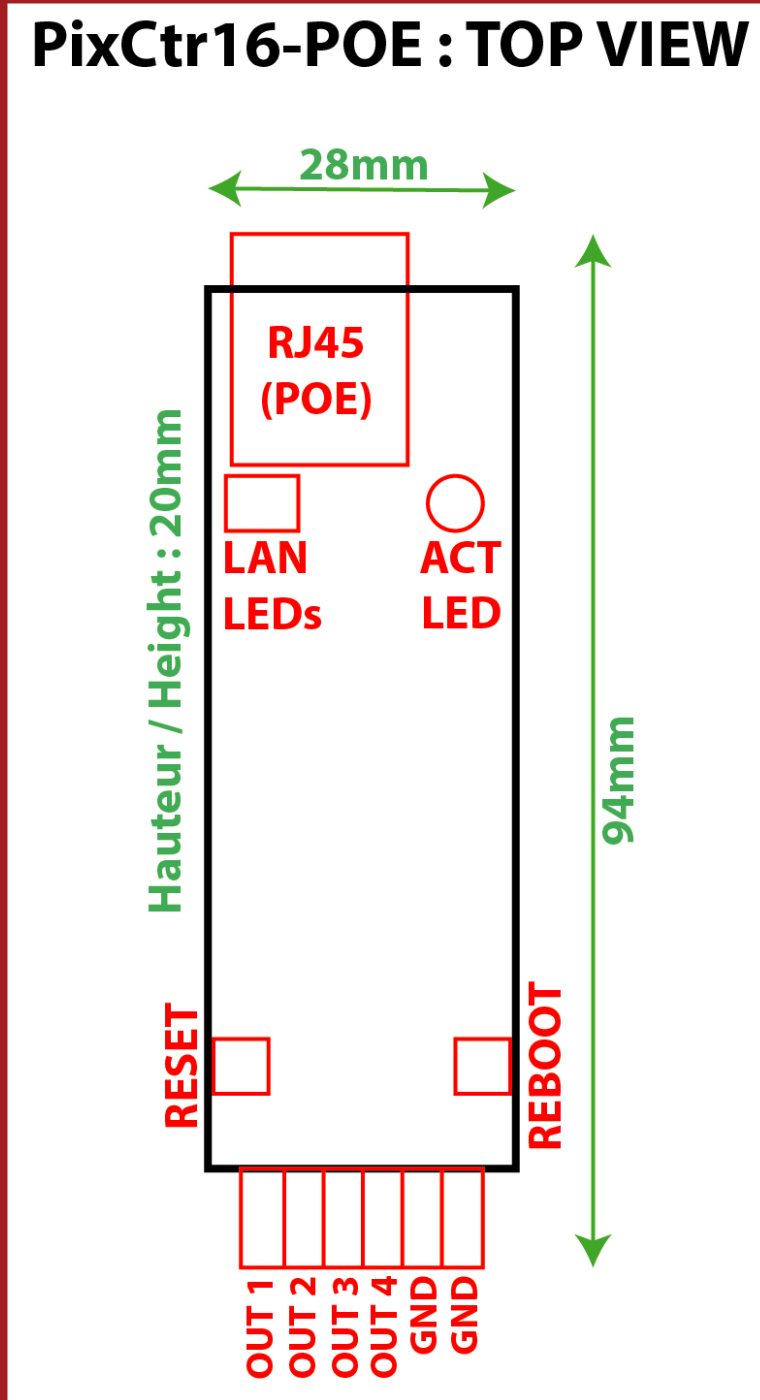 PixCtr16-POE : TOP VIEW
28mm
RJ45
(POE)
LAN
LEDs
ACT
LED
Hauteur / Height : 20mm
94mm
RESET
REBOOT
OUT 1
OUT 2
OUT 3
OUT 4
GND
GND